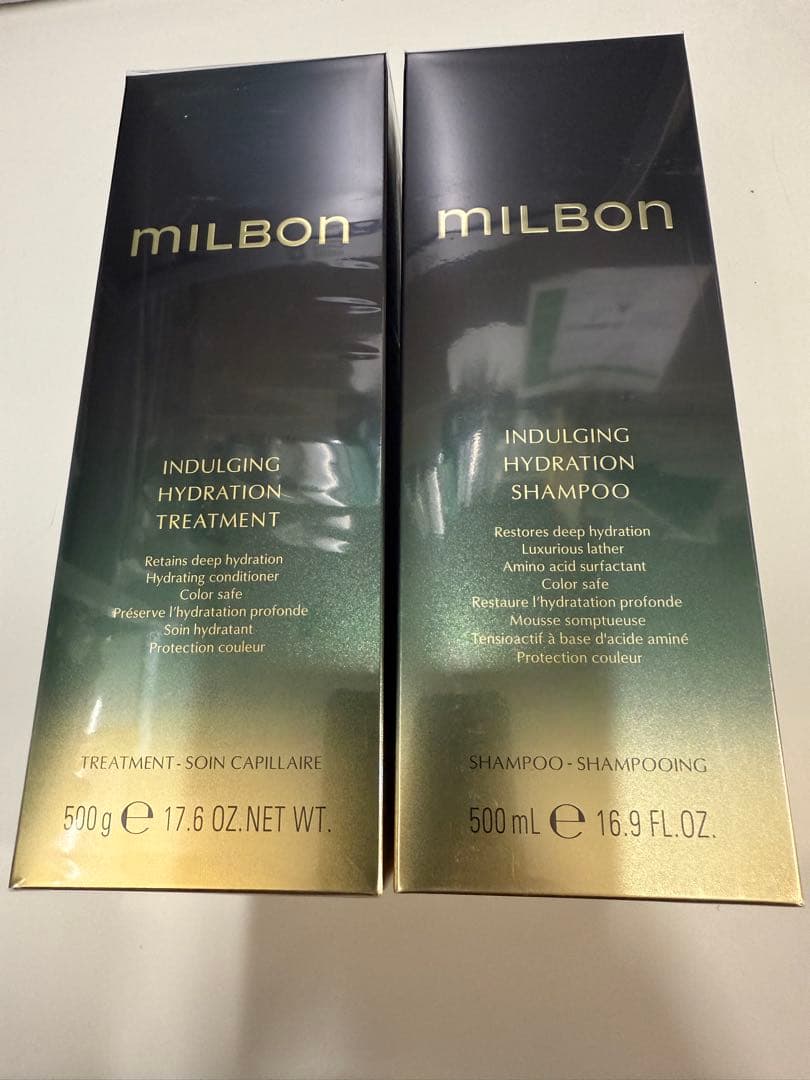 mILBOn
INDULGING
HYDRATION
TREATMENT
Retains deep hydration
Hydrating conditioner
Color safe
Préserve l'hydratation profonde
Soin hydratant
Protection couleur
TREATMENT - SOIN CAPILLAIRE
500 g e 17.6 OZ. NET WT.
mILBOn
INDULGING
HYDRATION
SHAMPOO
Restores deep hydration
Luxurious lather
Amino acid surfactant
Color safe
Restaure l'hydratation profonde
Mousse somptueuse
Tensioactif à base d'acide aminé
Protection couleur
SHAMPOO - SHAMPOOING
500 mL e 16.9 FL.OZ.